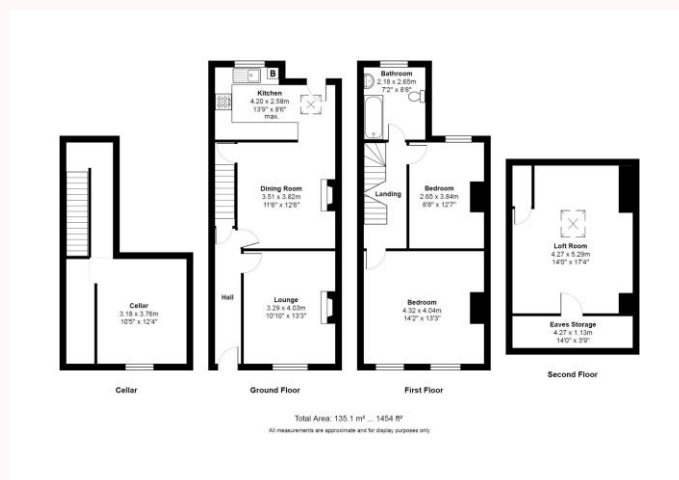 Cellar
3.18 x 3.76m
10'5" x 12'4"
Cellar
B
Kitchen
4.20 x 2.58m
13'9" x 8'6"
max.
Dining Room
3.51 x 3.82m
11'6" x 12'6"
Hall
Lounge
3.29 x 4.03m
10'10" x 13'3"
Ground Floor
Bathroom
2.18 x 2.65m
7'2" x 8'8"
Landing
Bedroom
2.65 x 3.84m
8'8" x 12'7"
Bedroom
4.32 x 4.04m
14'2" x 13'3"
First Floor
Loft Room
4.27 x 5.29m
14'0" x 17'4"
Eaves Storage
4.27 x 1.13m
14'0" x 3'9"
Second Floor
Total Area: 135.1 m² ... 1454 ft²
All measurements are approximate and for display purposes only